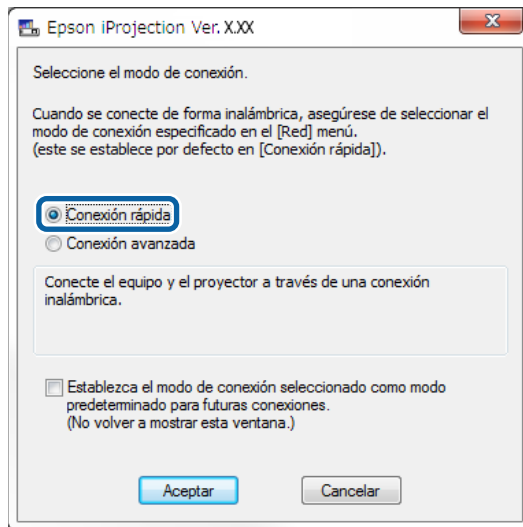 Epson iProjection Ver. X.XX
Seleccione el modo de conexión.
Cuando se conecte de forma inalámbrica, asegúrese de seleccionar el
modo de conexión especificado en el [Red] menú.
(este se establece por defecto en [Conexión rápida]).
Conexión rápida
Conexión avanzada
Conecte el equipo y el proyector a través de una conexión
inalámbrica.
Establezca el modo de conexión seleccionado como modo
predeterminado para futuras conexiones.
(No volver a mostrar esta ventana.)
Aceptar
Cancelar